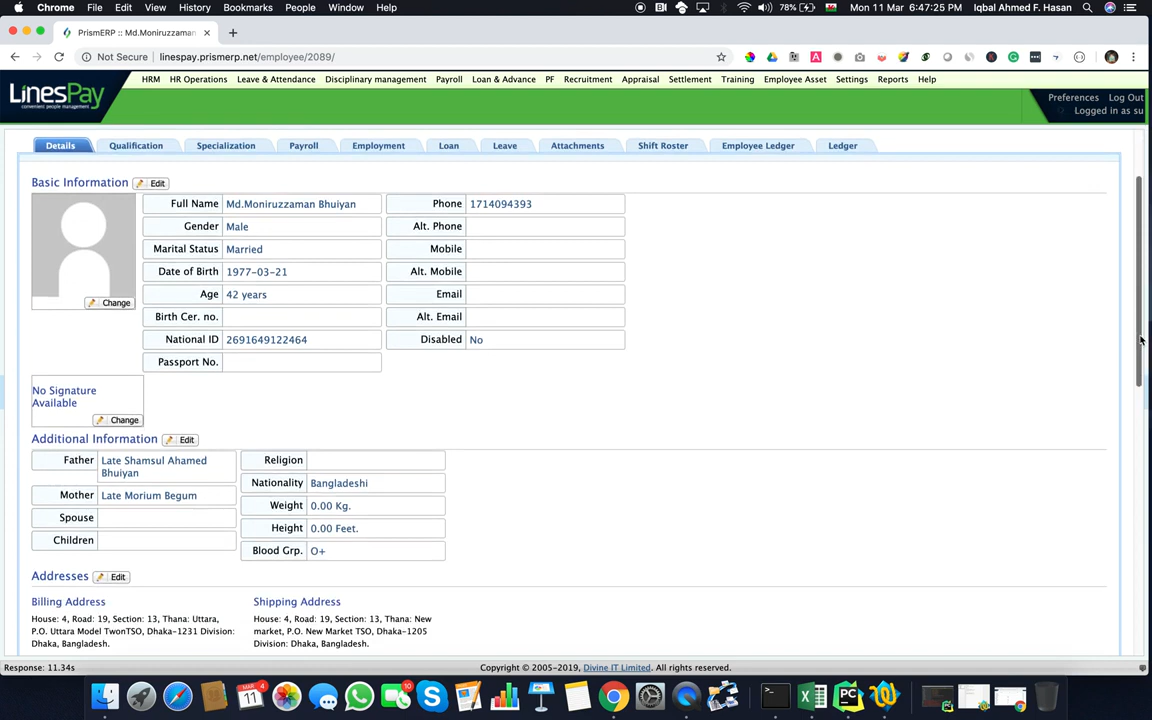 Chrome File Edit View History Bookmarks People Window Help 78% Mon 11 Mar 6:47:25 PM Iqbal Ahmed F. Hasan
PrismERP :: Md.Moniruzzaman
Not Secure linespay.prismerp.net/employee/2089/
HRM HR Operations Leave & Attendance Disciplinary management Payroll Loan & Advance PF Recruitment Appraisal Settlement Training Employee Asset Settings Reports Help
LinesPay
convenient people management
Preferences Log Out
Logged in as su
Details Qualification Specialization Payroll Employment Loan Leave Attachments Shift Roster Employee Ledger Ledger
Basic Information Edit
Full Name Md.Moniruzzaman Bhuiyan Phone 1714094393
Gender Male Alt. Phone
Marital Status Married Mobile
Date of Birth 1977-03-21 Alt. Mobile
Age 42 years Email
Change
Birth Cer. no. Alt. Email
National ID 2691649122464 Disabled No
Passport No.
No Signature
Available
Change
Additional Information Edit
Father Late Shamsul Ahamed Bhuiyan Religion
Nationality Bangladeshi
Mother Late Morium Begum Weight 0.00 Kg.
Spouse Height 0.00 Feet.
Children Blood Grp. O+
Addresses Edit
Billing Address Shipping Address
House: 4, Road: 19, Section: 13, Thana: Uttara,
P.O. Uttara Model TwonTSO, Dhaka-1231 Division:
Dhaka, Bangladesh.
House: 4, Road: 19, Section: 13, Thana: New
market, P.O. New Market TSO, Dhaka-1205
Division: Dhaka, Bangladesh.
Response: 11.34s Copyright © 2005-2019, Divine IT Limited. All rights reserved.
MAR 11 4 10 PC